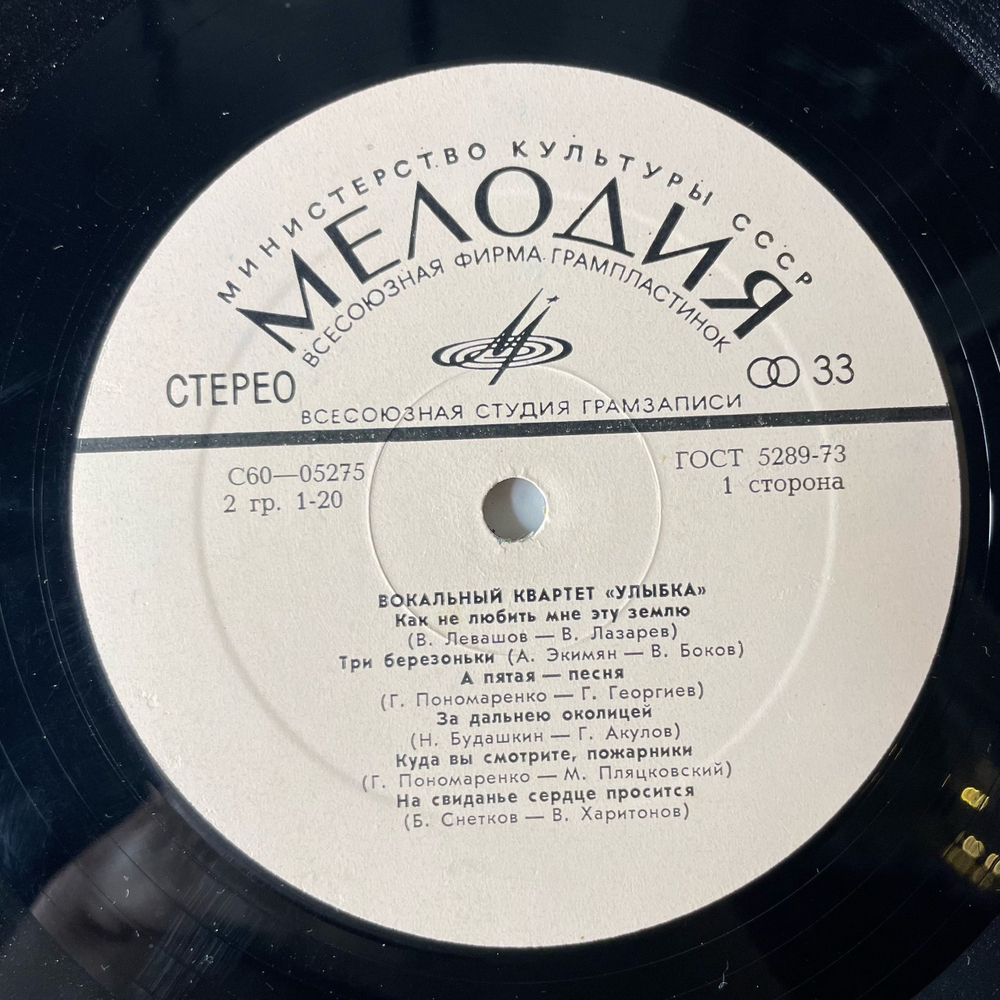 МИНИСТЕРСТВО КУЛЬТУРЫ СССР
МЕЛОДИЯ
ВСЕСОЮЗНАЯ ФИРМА ГРАМПЛАСТИНОК
СТЕРЕО
33
ВСЕСОЮЗНАЯ СТУДИЯ ГРАМЗАПИСИ
С60—05275
ГОСТ 5289-73
2 гр. 1-20
1 сторона
ВОКАЛЬНЫЙ КВАРТЕТ «УЛЫБКА»
Как не любить мне эту землю
(В. Левашов — В. Лазарев)
Три березоньки (А. Экимян — В. Боков)
А пятая — песня
(Г. Пономаренко — Г. Георгиев)
За дальнею околицей
(Н. Будашкин — Г. Акулов)
Куда вы смотрите, пожарники
(Г. Пономаренко — М. Пляцковский)
На свиданье сердце просится
(Б. Снетков — В. Харитонов)